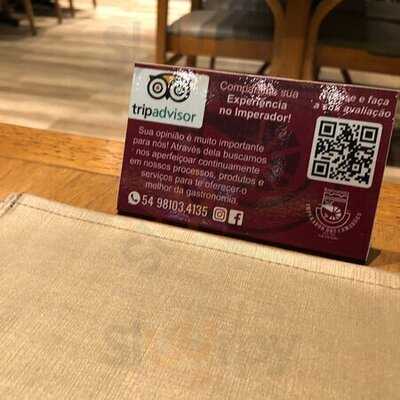 tripadvisor
Compartilhe sua
Experiência
no Imperador!
e faça
a sua avaliação
Sua opinião é muito importante
para nós! Através dela buscamos
nos aperfeiçoar continuamente
em nossos processos, produtos e
serviços para te oferecer o
melhor da gastronomia.
54 98103.4135